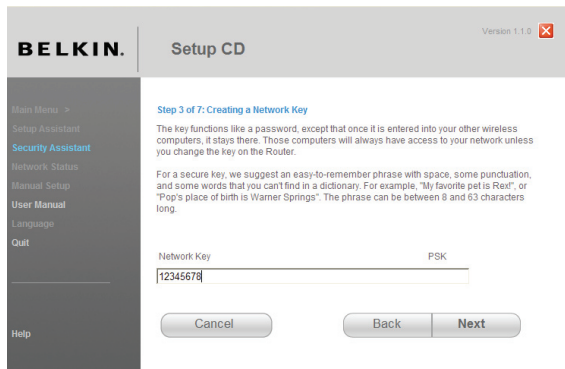 Version 1.1.0
BELKIN.
Setup CD
Main Menu >
Setup Assistant
Security Assistant
Network Status
Manual Setup
User Manual
Language
Quit
Help
Step 3 of 7: Creating a Network Key
The key functions like a password, except that once it is entered into your other wireless
computers, it stays there. Those computers will always have access to your network unless
you change the key on the Router.
For a secure key, we suggest an easy-to-remember phrase with space, some punctuation,
and some words that you can't find in a dictionary. For example, "My favorite pet is Rex!", or
"Pop's place of birth is Warner Springs". The phrase can be between 8 and 63 characters
long.
Network Key
PSK
12345678
Cancel
Back
Next